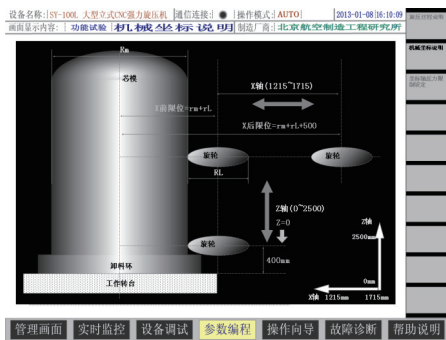 设备名称: SY-100L 大型立式CNC强力旋压机 通信连接: 操作模式: AUTO 2013-01-08 16:10:09
画面显示内容: 功能试验 机械坐标说明 制造厂商: 北京航空制造工程研究所
机械坐标说明
Rm
芯模
X轴(1215~1715)
X前限位=rm+rL
X后限位=rm+rL+500
旋轮
旋轮
RL
Z轴(0~2500)
Z=0
旋轮
400mm
卸料环
工作转台
Z轴
2500mm
0mm
X轴 1215mm 1715mm
管理画面 实时监控 设备调试 参数编程 操作向导 故障诊断 帮助说明